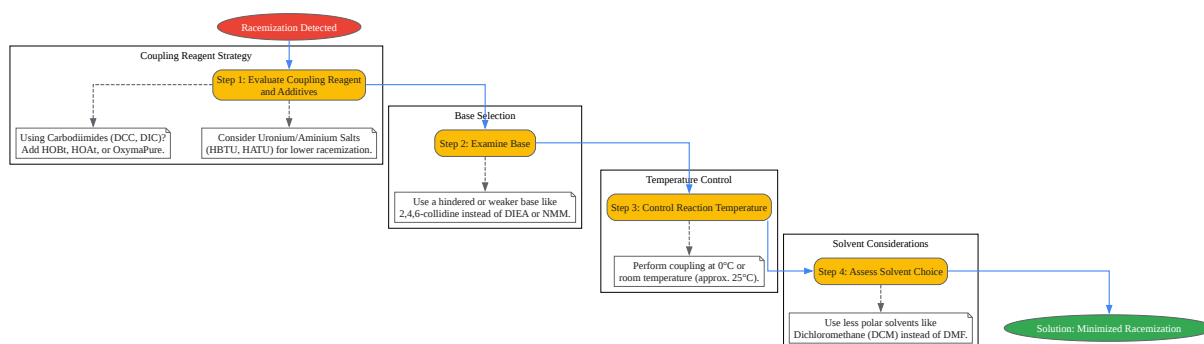 Racemization Detected
Coupling Reagent Strategy
Step 1: Evaluate Coupling Reagent
and Additives
Using Carbodiimides (DCC, DIC)?
Add HOBt, HOAt, or OxymaPure.
Consider Uronium/Aminium Salts
(HBTU, HATU) for lower racemization.
Base Selection
Step 2: Examine Base
Use a hindered or weaker base like
2,4,6-collidine instead of DIEA or NMM.
Temperature Control
Step 3: Control Reaction Temperature
Perform coupling at 0°C or
room temperature (approx. 25°C).
Solvent Considerations
Step 4: Assess Solvent Choice
Use less polar solvents like
Dichloromethane (DCM) instead of DMF.
Solution: Minimized Racemization